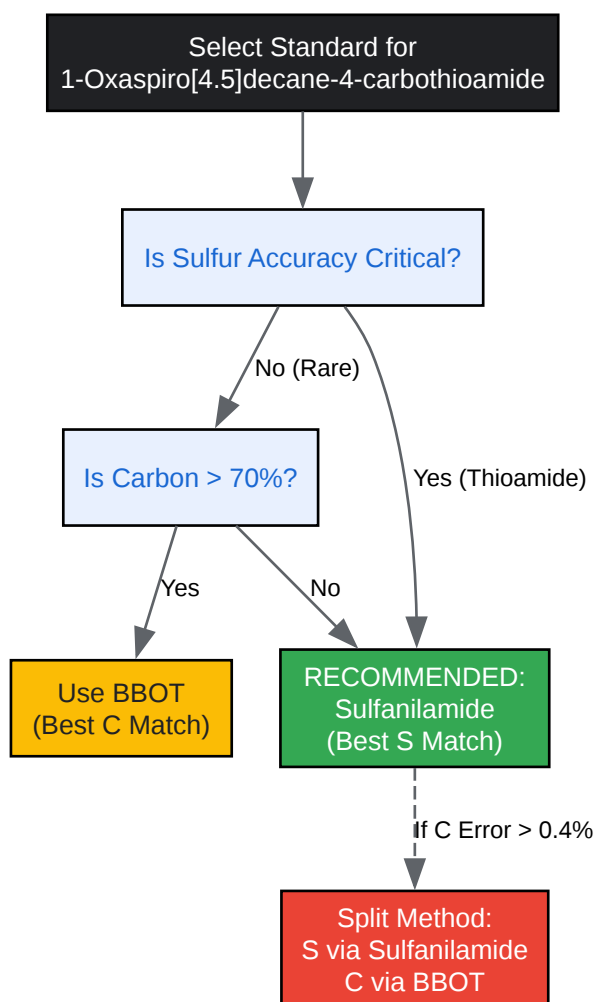 Select Standard for
1-Oxaspiro[4.5]decane-4-carbothioamide
Is Sulfur Accuracy Critical?
No (Rare)
Is Carbon > 70%?
Yes (Thioamide)
Yes
No
Use BBOT
(Best C Match)
RECOMMENDED:
Sulfanilamide
(Best S Match)
If C Error > 0.4%
Split Method:
S via Sulfanilamide
C via BBOT